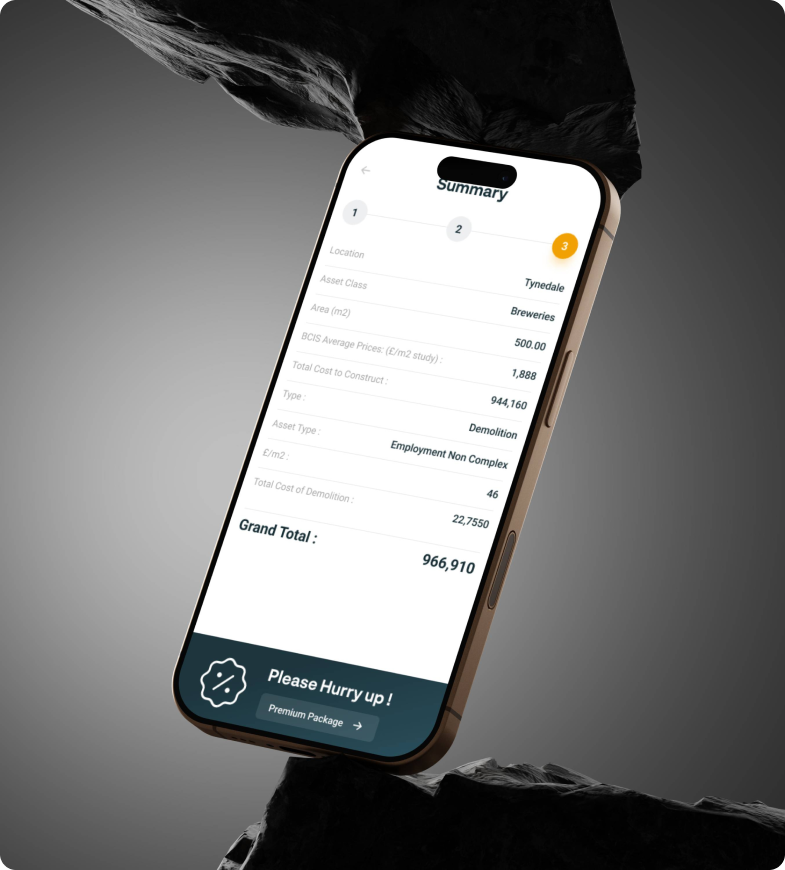 Summary
1 2 3
Location Tynedale
Asset Class Breweries
Area (m2) 500.00
BCIS Average Prices: (£/m2 study) : 1,888
Total Cost to Construct : 944,160
Type : Demolition
Asset Type : Employment Non Complex
£/m2 : 46
Total Cost of Demolition : 22,7550
Grand Total : 966,910
Please Hurry up !
Premium Package